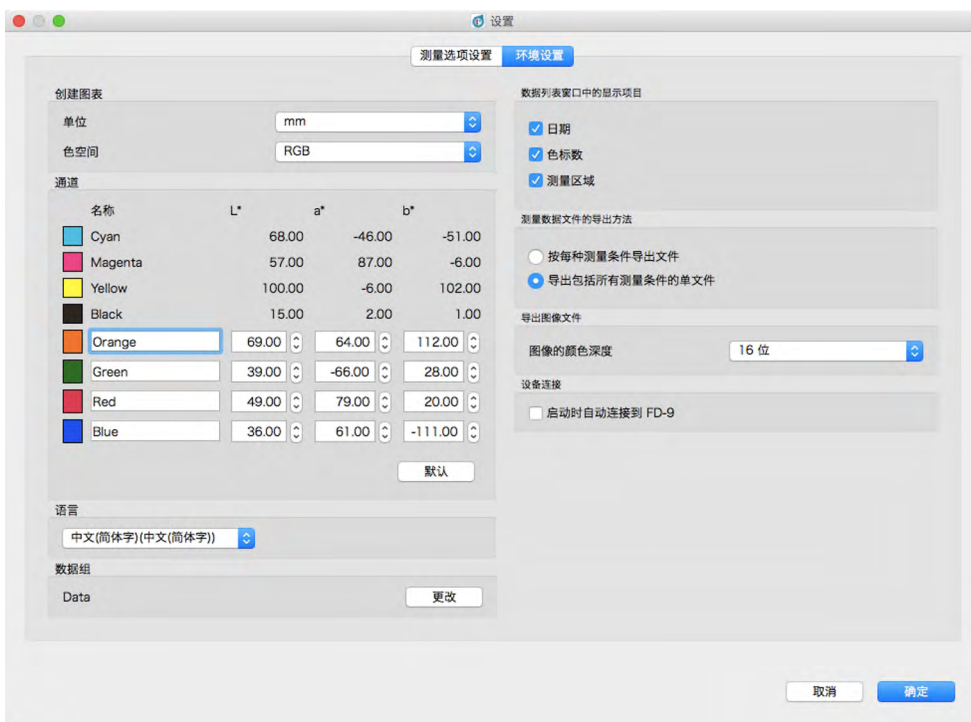 设置
测量选项设置 环境设置
创建图表
单位 mm
色空间 RGB
通道
名称 L* a* b*
Cyan 68.00 -46.00 -51.00
Magenta 57.00 87.00 -6.00
Yellow 100.00 -6.00 102.00
Black 15.00 2.00 1.00
Orange 69.00 64.00 112.00
Green 39.00 -66.00 28.00
Red 49.00 79.00 20.00
Blue 36.00 61.00 -111.00
默认
语言
中文(简体字)(中文(简体字))
数据组
Data 更改
数据列表窗口中的显示项目
日期
色标数
测量区域
测量数据文件的导出方法
按每种测量条件导出文件
导出包括所有测量条件的单文件
导出图像文件
图像的颜色深度 16 位
设备连接
启动时自动连接到 FD-9
取消 确定